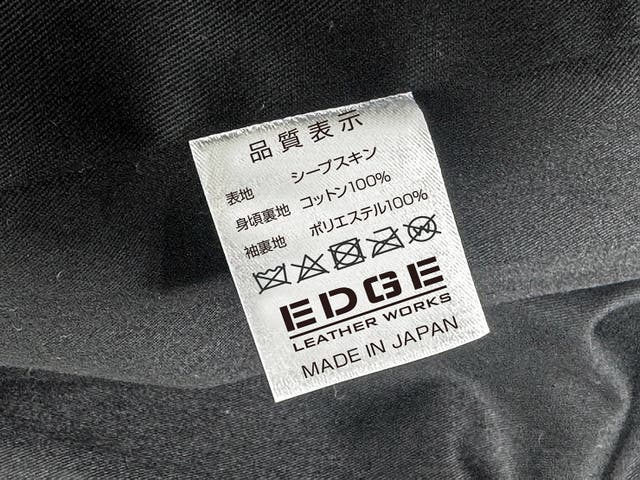 品質表示
表地 シープスキン
身頃裏地 コットン100%
袖裏地 ポリエステル100%
EDGE
LEATHER WORKS
MADE IN JAPAN